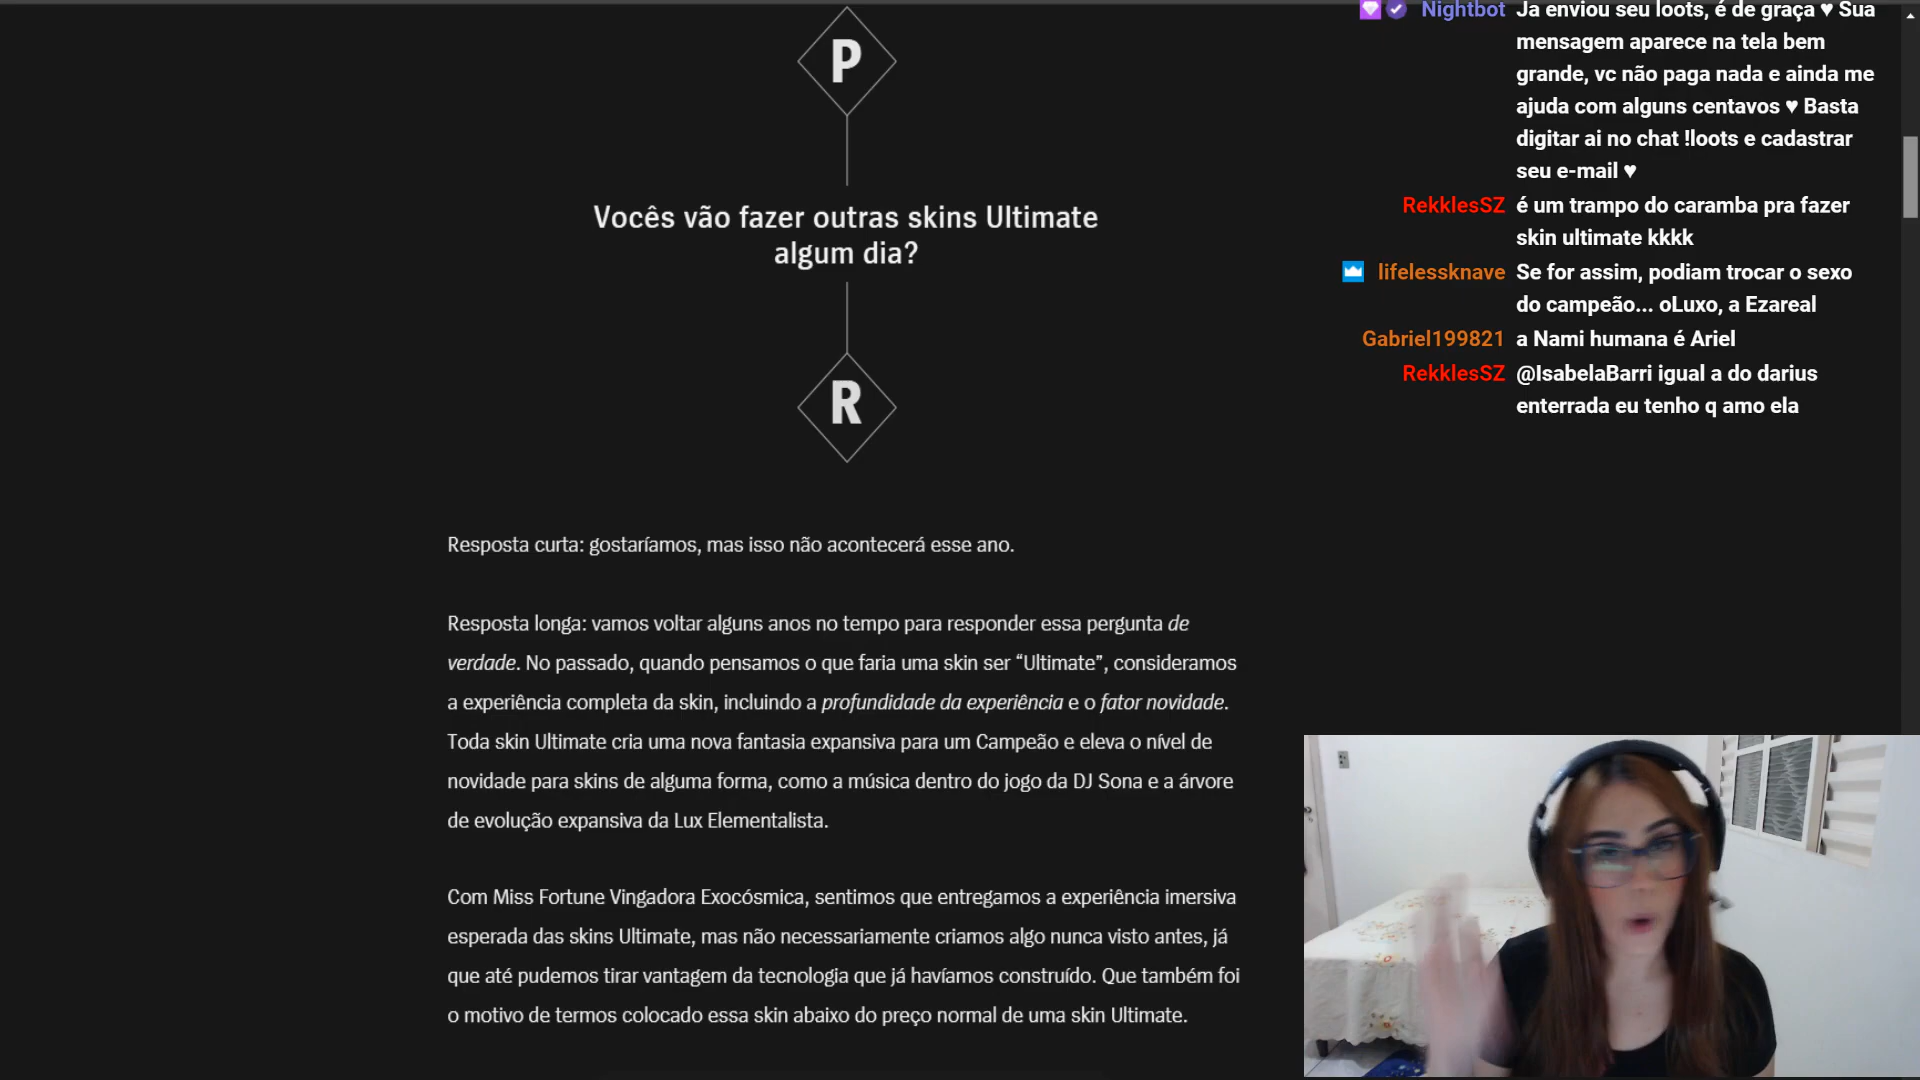 P
Vocês vão fazer outras skins Ultimate
algum dia?
R
Resposta curta: gostaríamos, mas isso não acontecerá esse ano.
Resposta longa: vamos voltar alguns anos no tempo para responder essa pergunta de
verdade. No passado, quando pensamos o que faria uma skin ser “Ultimate”, consideramos
a experiência completa da skin, incluindo a profundidade da experiência e o fator novidade.
Toda skin Ultimate cria uma nova fantasia expansiva para um Campeão e eleva o nível de
novidade para skins de alguma forma, como a música dentro do jogo da DJ Sona e a árvore
de evolução expansiva da Lux Elementalista.
Com Miss Fortune Vingadora Exocósmica, sentimos que entregamos a experiência imersiva
esperada das skins Ultimate, mas não necessariamente criamos algo nunca visto antes, já
que até pudemos tirar vantagem da tecnologia que já havíamos construído. Que também foi
o motivo de termos colocado essa skin abaixo do preço normal de uma skin Ultimate.
Nightbot Ja enviou seu loots, é de graça ♥ Sua
mensagem aparece na tela bem
grande, vc não paga nada e ainda me
ajuda com alguns centavos ♥ Basta
digitar ai no chat !loots e cadastrar
seu e-mail ♥
RekklesSZ é um trampo do caramba pra fazer
skin ultimate kkkk
lifelessknave Se for assim, podiam trocar o sexo
do campeão... oLuxo, a Ezareal
Gabriel199821 a Nami humana é Ariel
RekklesSZ @IsabelaBarri igual a do darius
enterrada eu tenho q amo ela